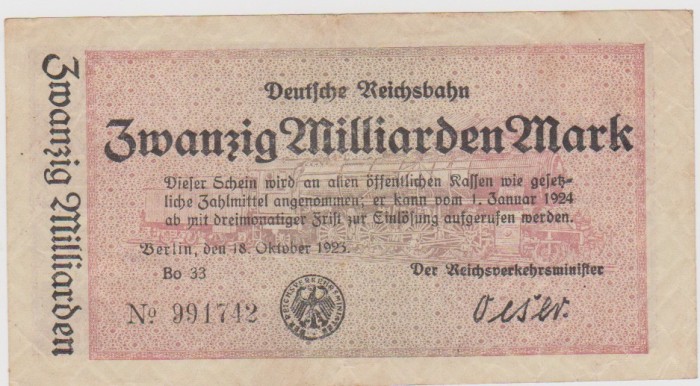 Zwanzig Milliarden
Deutsche Reichsbahn
Zwanzig Milliarden Mark
Dieser Schein wird an allen öffentlichen Kassen wie gesetz-
liche Zahlmittel angenommen; er kann vom 1. Januar 1924
ab mit dreimonatiger Frist zur Einlösung aufgerufen werden.
Berlin, den 18. Oktober 1923.
Bo 33
Der Reichsverkehrsminister
№ 991742
Oeser.